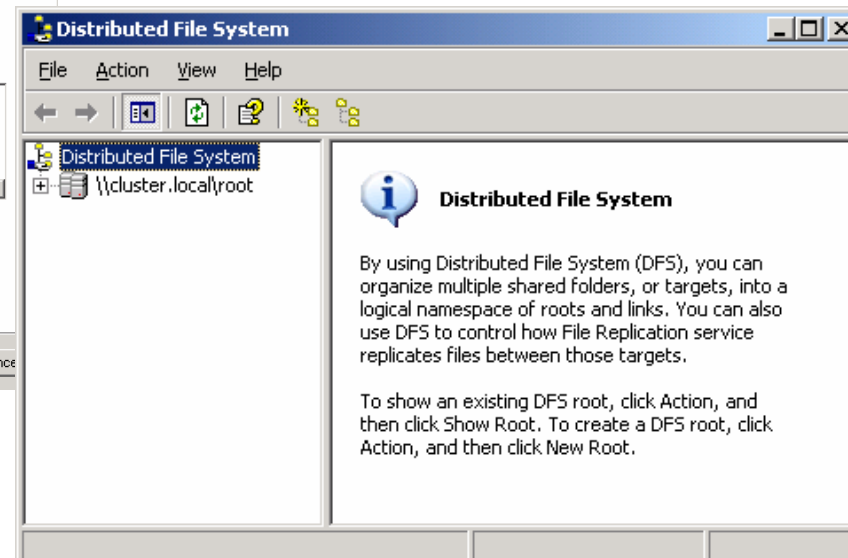 Distributed File System
File Action View Help
Distributed File System
\\cluster.local\root
Distributed File System
By using Distributed File System (DFS), you can
organize multiple shared folders, or targets, into a
logical namespace of roots and links. You can also
use DFS to control how File Replication service
replicates files between those targets.
To show an existing DFS root, click Action, and
then click Show Root. To create a DFS root, click
Action, and then click New Root.